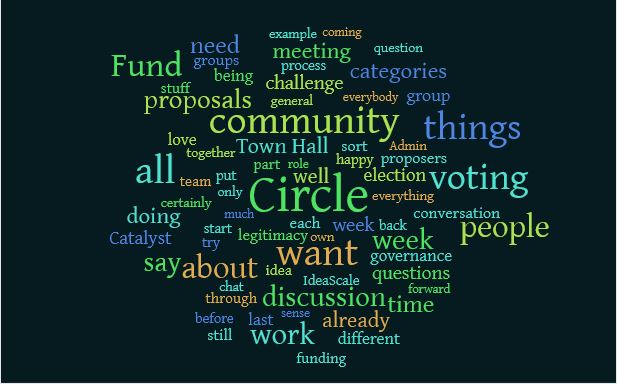 example coming
need meeting question
groups process
Fund being challenge categories
stuff general everybody group
proposals
community things
love Town Hall sort Admin
together part role happy proposers
all team put well election voting
only Circle everything
certainly
doing much each week back conversation people
Catalyst start legitimacy own week
try want governance
say about idea IdeaScale questions
chat forward
through discussion time
before last sense already
still work different
funding